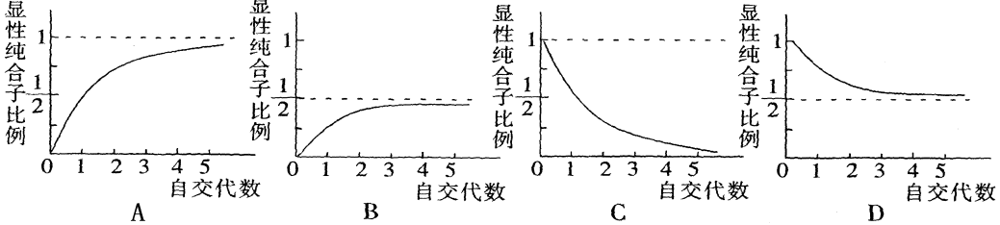 显性纯合子比例
1
1/2
0 1 2 3 4 5
自交代数
A
显性纯合子比例
1
1/2
0 1 2 3 4 5
自交代数
B
显性纯合子比例
1
1/2
0 1 2 3 4 5
自交代数
C
显性纯合子比例
1
1/2
0 1 2 3 4 5
自交代数
D